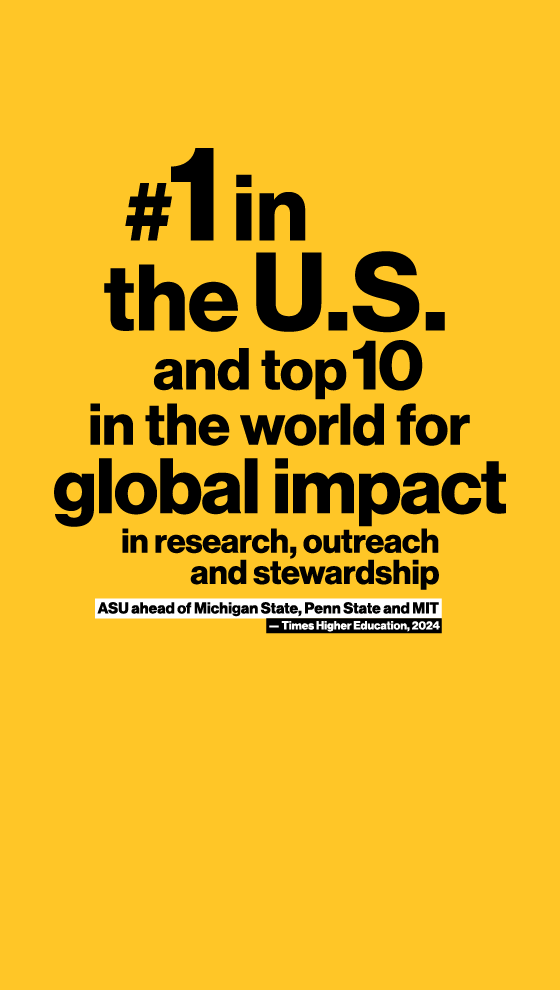 #1 in
the U.S.
and top 10
in the world for
global impact
in research, outreach
and stewardship
ASU ahead of Michigan State, Penn State and MIT
— Times Higher Education, 2024